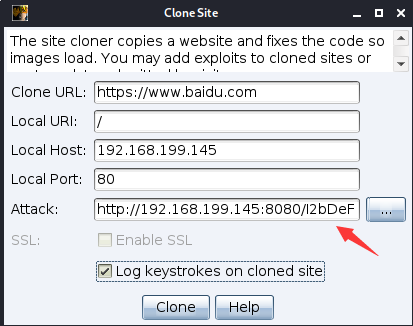 Clone Site
The site cloner copies a website and fixes the code so
images load. You may add exploits to cloned sites or
Clone URL: https://www.baidu.com
Local URI: /
Local Host: 192.168.199.145
Local Port: 80
Attack: http://192.168.199.145:8080/I2bDeF ...
SSL: Enable SSL
Log keystrokes on cloned site
Clone Help